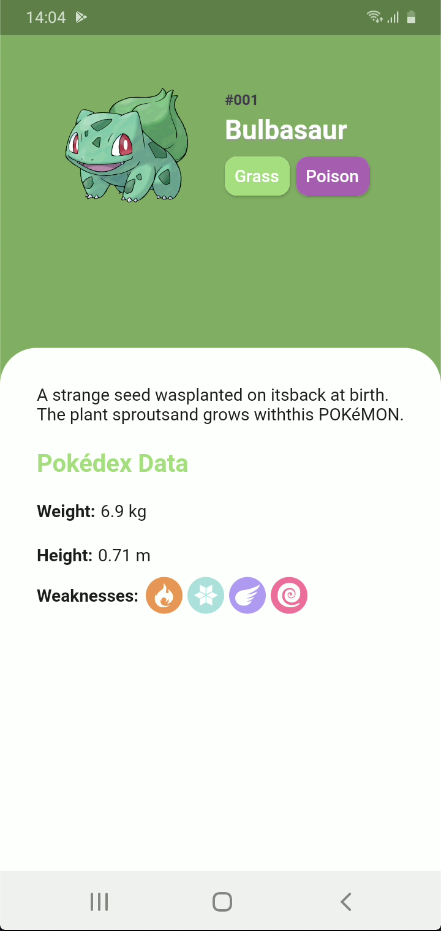 14:04
#001
Bulbasaur
Grass Poison
A strange seed wasplanted on itsback at birth.
The plant sproutsand grows withthis POKéMON.
Pokédex Data
Weight: 6.9 kg
Height: 0.71 m
Weaknesses: